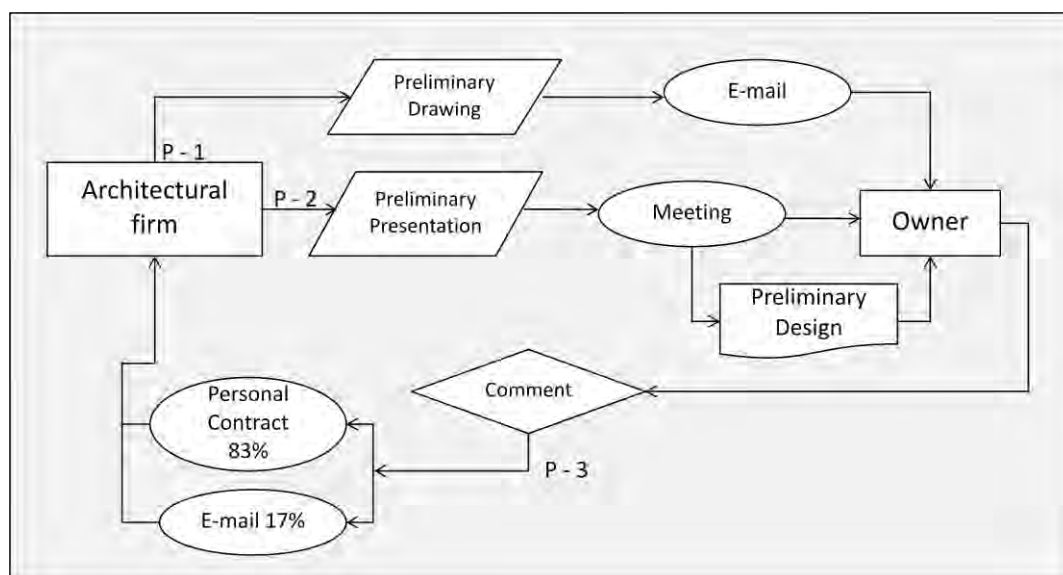 Preliminary
Drawing
E-mail
P - 1
Architectural
firm
P - 2
Preliminary
Presentation
Meeting
Owner
Preliminary
Design
Comment
Personal
Contract
83%
P - 3
E-mail 17%